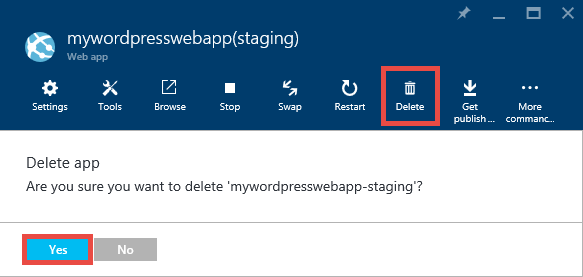 mywordpresswebapp(staging)
Web app
Settings Tools Browse Stop Swap Restart Delete Get publish ... More commanc...
Delete app
Are you sure you want to delete 'mywordpresswebapp-staging'?
Yes No